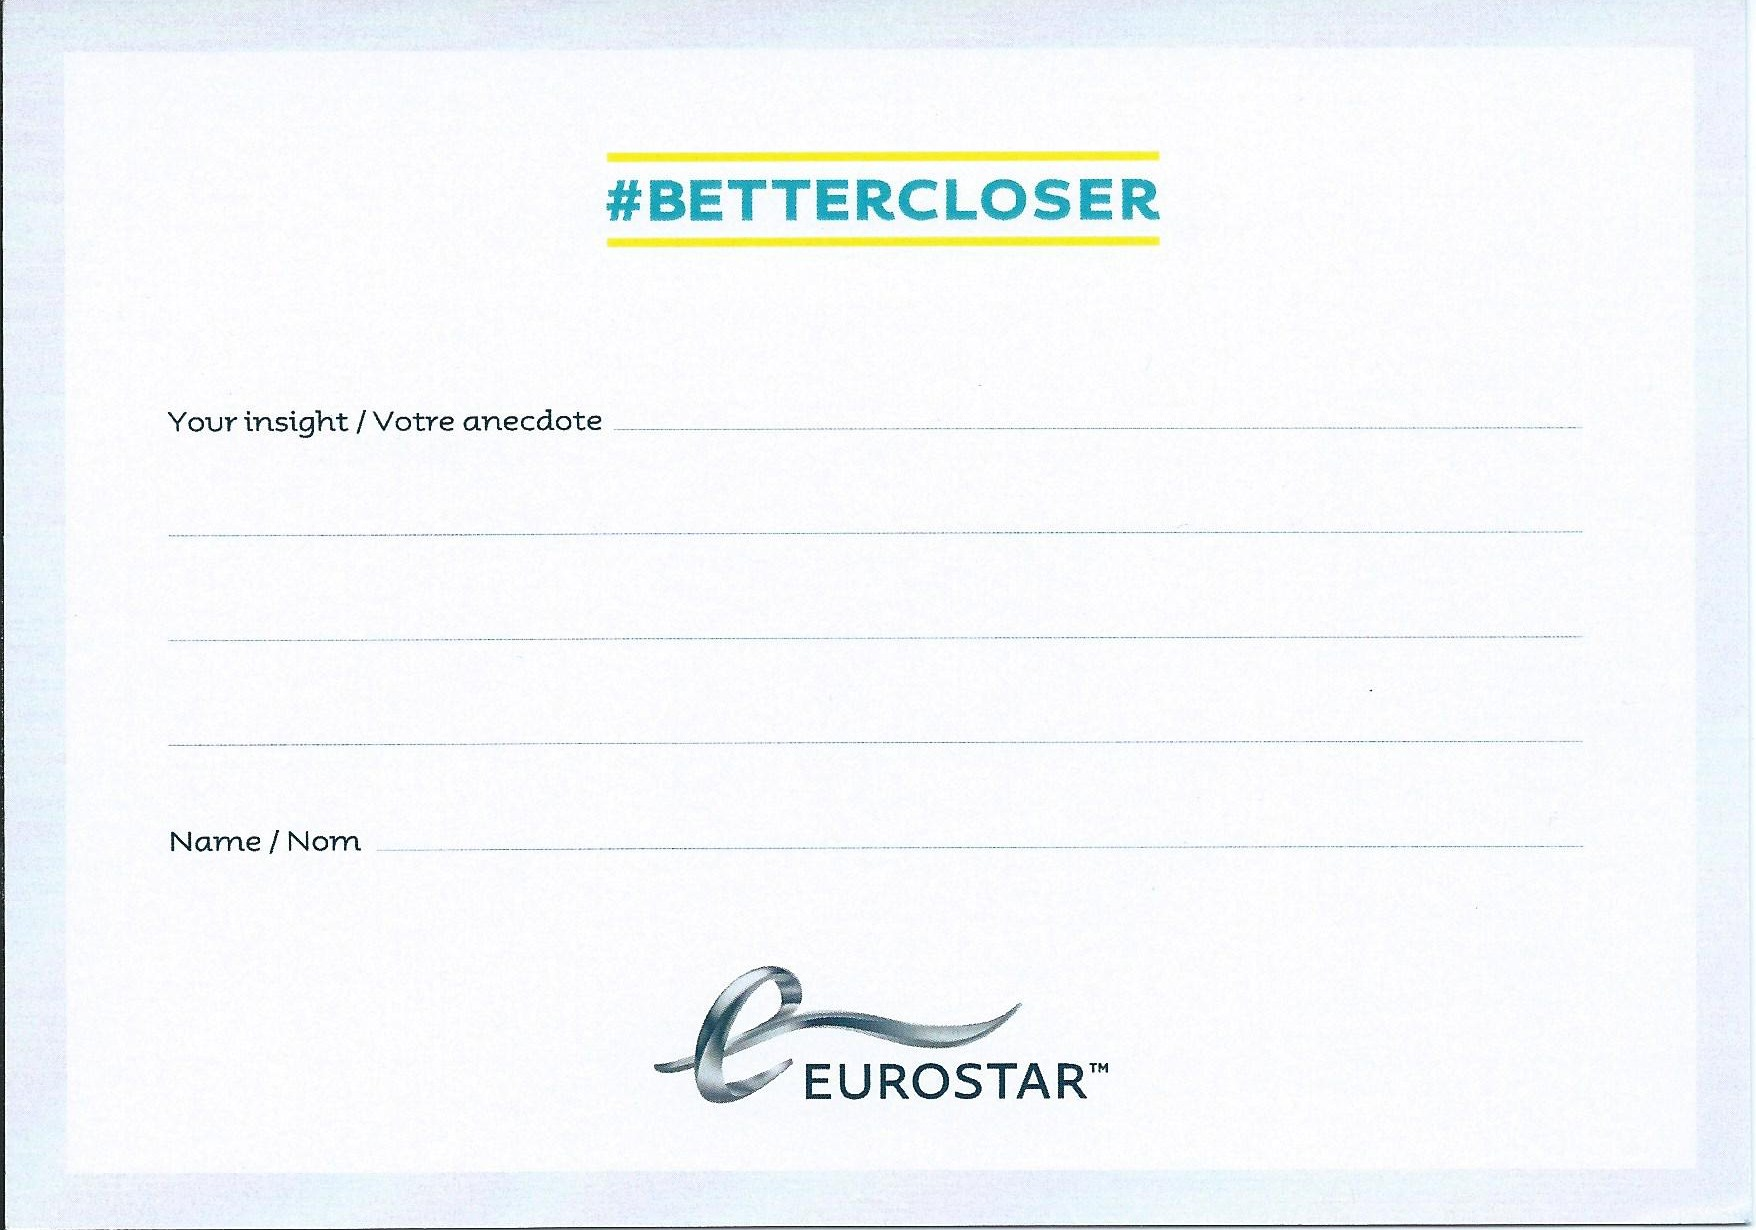 #BETTERCLOSER
Your insight / Votre anecdote
Name / Nom
EUROSTAR™